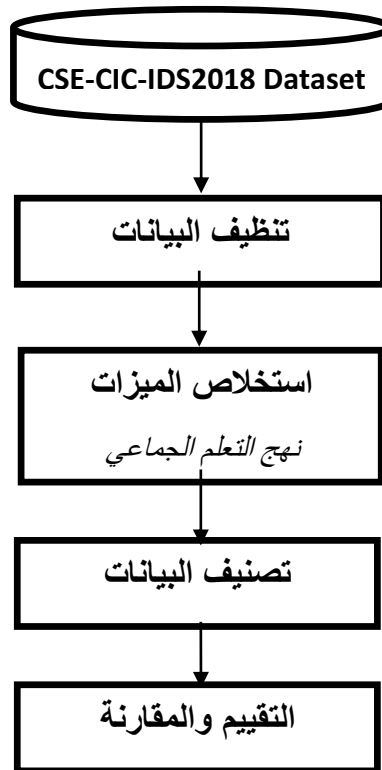 CSE-CIC-IDS2018 Dataset
تنظيف البيانات
استخلاص الميزات
نهج التعلم الجماعي
تصنيف البيانات
التقييم والمقارنة